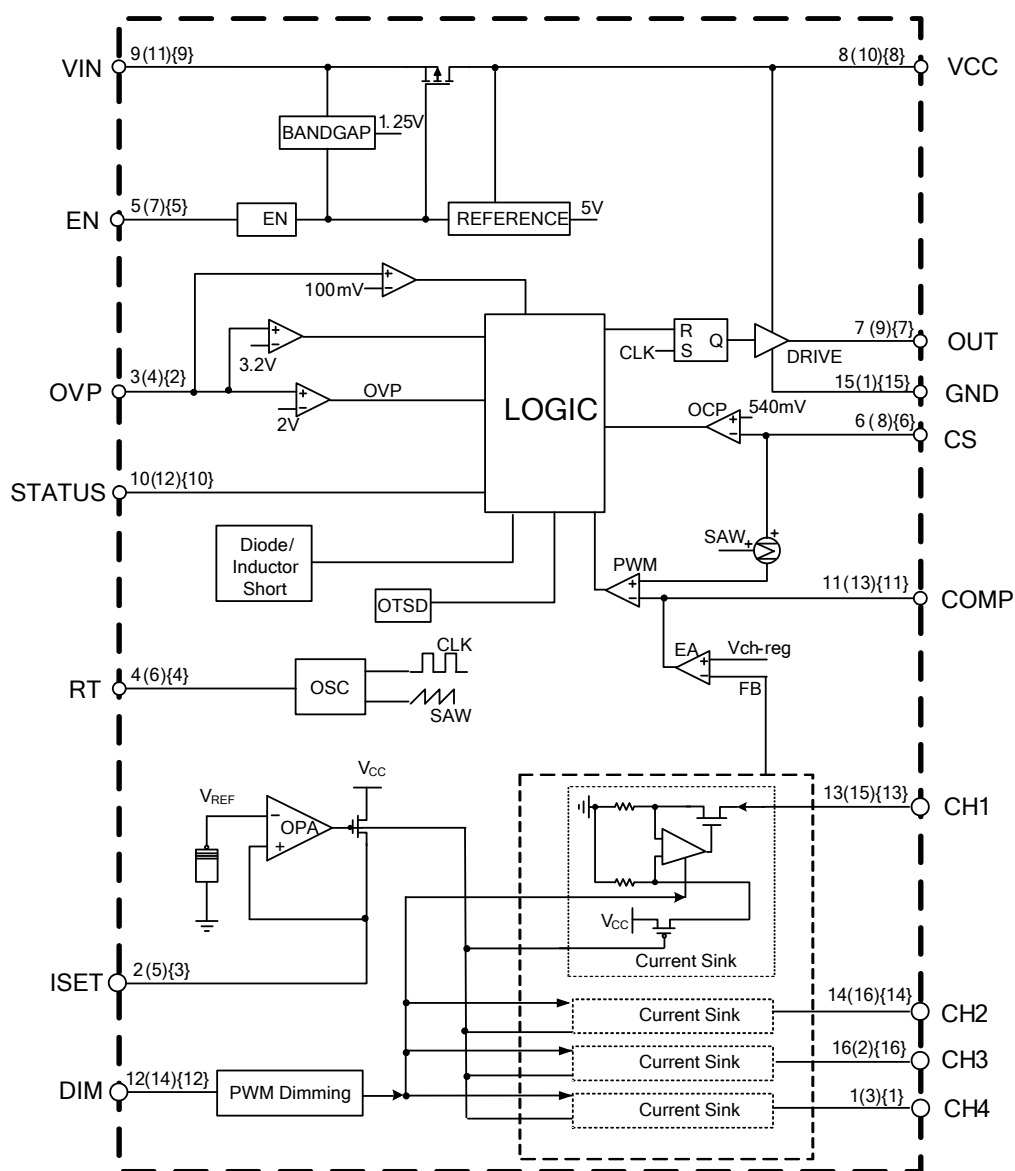 VIN
9(11){9}
8(10){8}
VCC
BANDGAP
1.25V
EN
5(7){5}
EN
REFERENCE
5V
100mV
3.2V
OVP
3(4){2}
2V
OVP
LOGIC
R
S
Q
CLK
DRIVE
7(9){7}
OUT
15(1){15}
GND
OCP
540mV
6(8){6}
CS
STATUS
10(12){10}
Diode/
Inductor
Short
OTSD
SAW
PWM
11(13){11}
COMP
EA
Vch-reg
FB
RT
4(6){4}
OSC
CLK
SAW
VREF
OPA
VCC
13(15){13}
CH1
VCC
Current Sink
ISET
2(5){3}
Current Sink
14(16){14}
CH2
Current Sink
16(2){16}
CH3
DIM
12(14){12}
PWM Dimming
Current Sink
1(3){1}
CH4